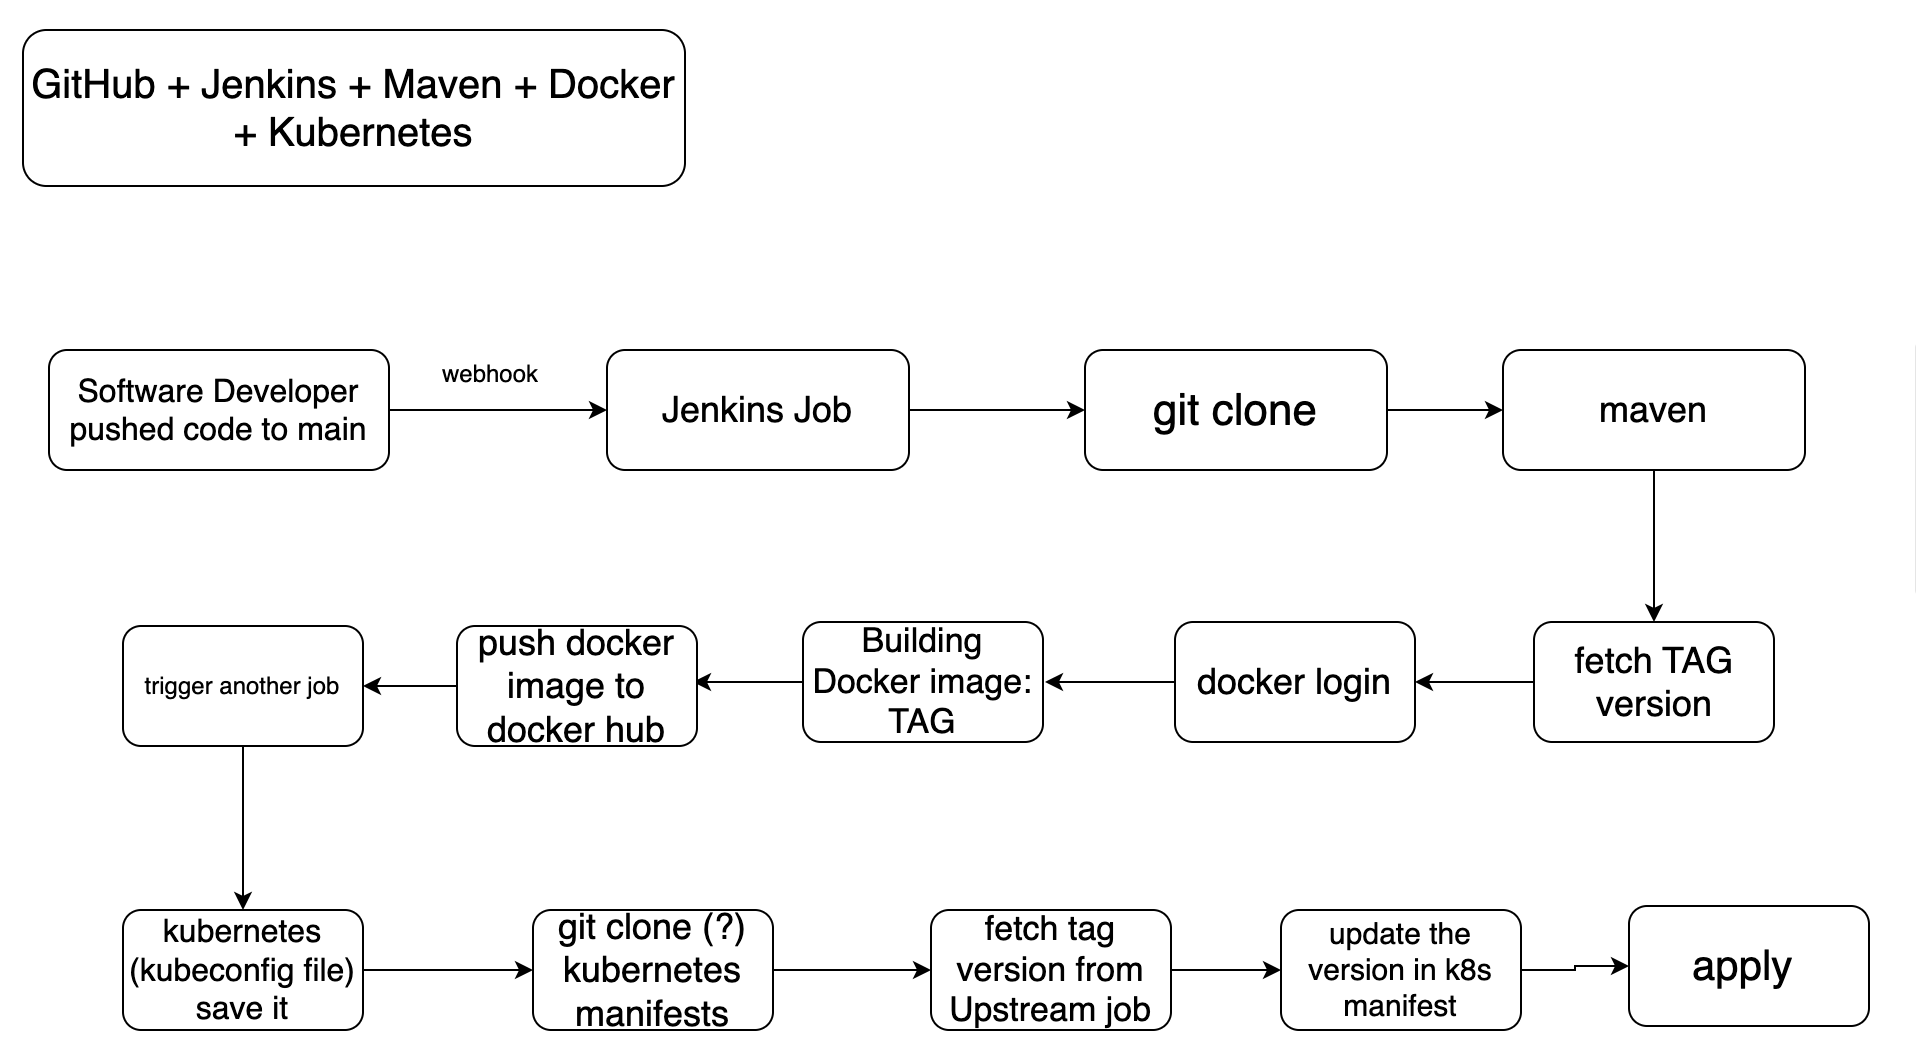 GitHub + Jenkins + Maven + Docker
+ Kubernetes
Software Developer
pushed code to main
webhook
Jenkins Job
git clone
maven
fetch TAG
version
docker login
Building
Docker image:
TAG
push docker
image to
docker hub
trigger another job
kubernetes
(kubeconfig file)
save it
git clone (?)
kubernetes
manifests
fetch tag
version from
Upstream job
update the
version in k8s
manifest
apply